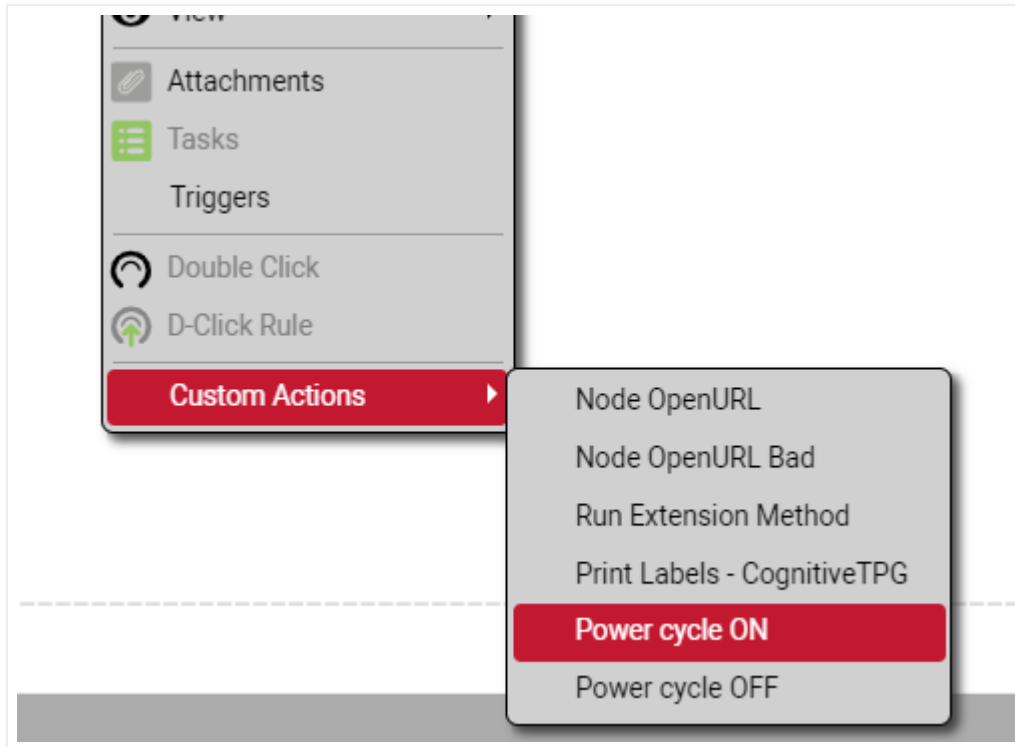 View
Attachments
Tasks
Triggers
Double Click
D-Click Rule
Custom Actions
Node OpenURL
Node OpenURL Bad
Run Extension Method
Print Labels - CognitiveTPG
Power cycle ON
Power cycle OFF